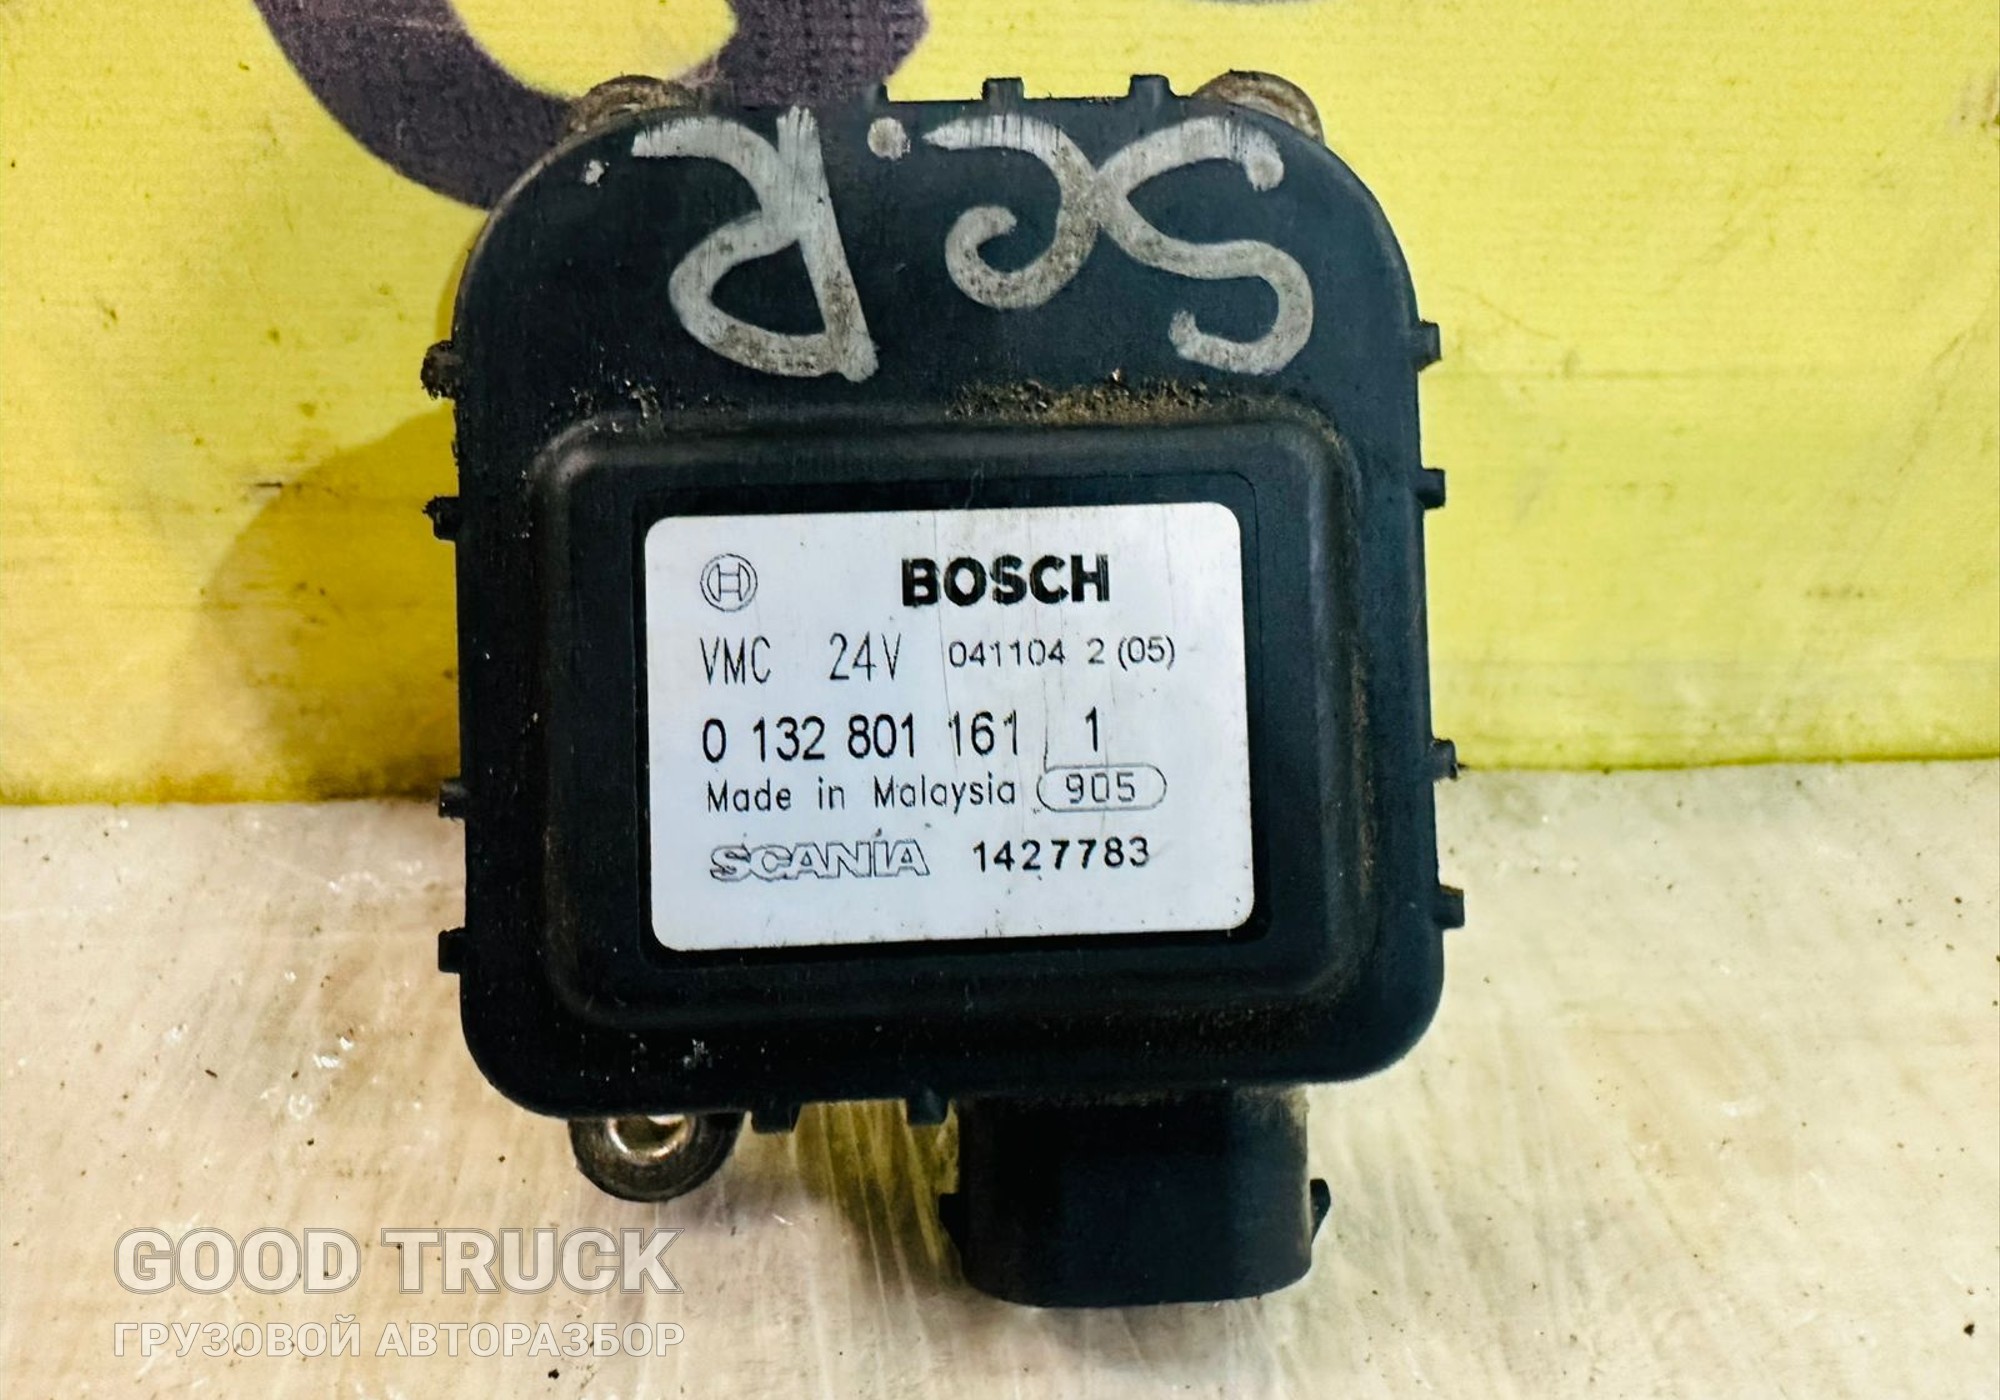 Sc.R.
BOSCH
VMC 24V 041104 2 (05)
0 132 801 161 1
Made in Malaysia 905
SCANIA 1427783
GOOD TRUCK
ГРУЗОВОЙ АВТОРАЗБОР